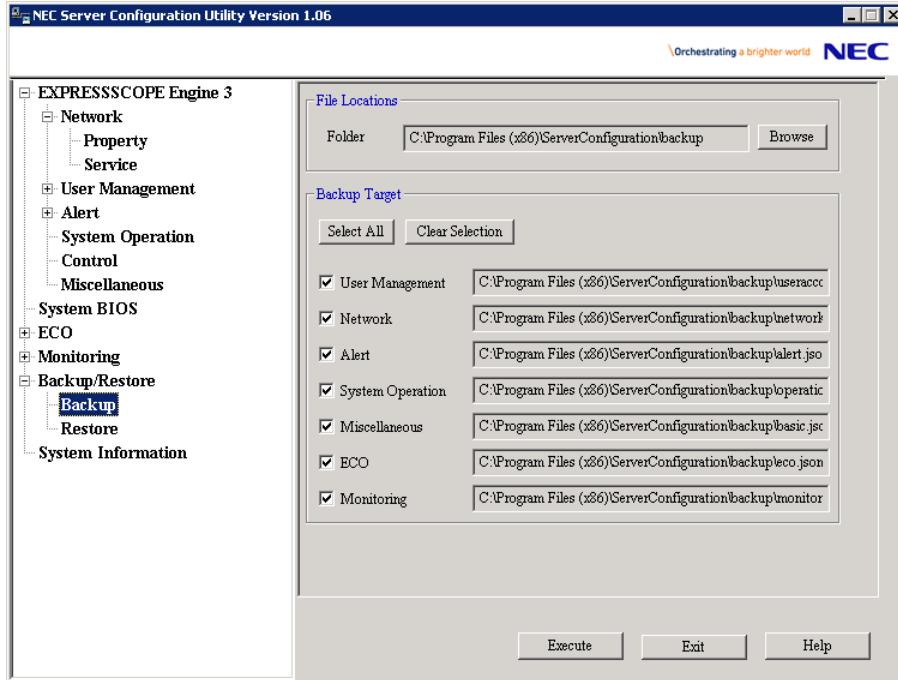 NEC Server Configuration Utility Version 1.06
\Orchestrating a brighter world NEC
EXPRESSSCOPE Engine 3
Network
Property
Service
User Management
Alert
System Operation
Control
Miscellaneous
System BIOS
ECO
Monitoring
Backup/Restore
Backup
Restore
System Information
File Locations
Folder C:\Program Files (x86)\ServerConfiguration\backup Browse
Backup Target
Select All Clear Selection
User Management C:\Program Files (x86)\ServerConfiguration\backup\useracco
Network C:\Program Files (x86)\ServerConfiguration\backup\network
Alert C:\Program Files (x86)\ServerConfiguration\backup\alert.jso
System Operation C:\Program Files (x86)\ServerConfiguration\backup\operatic
Miscellaneous C:\Program Files (x86)\ServerConfiguration\backup\basic.jsc
ECO C:\Program Files (x86)\ServerConfiguration\backup\eco.json
Monitoring C:\Program Files (x86)\ServerConfiguration\backup\monitor
Execute Exit Help